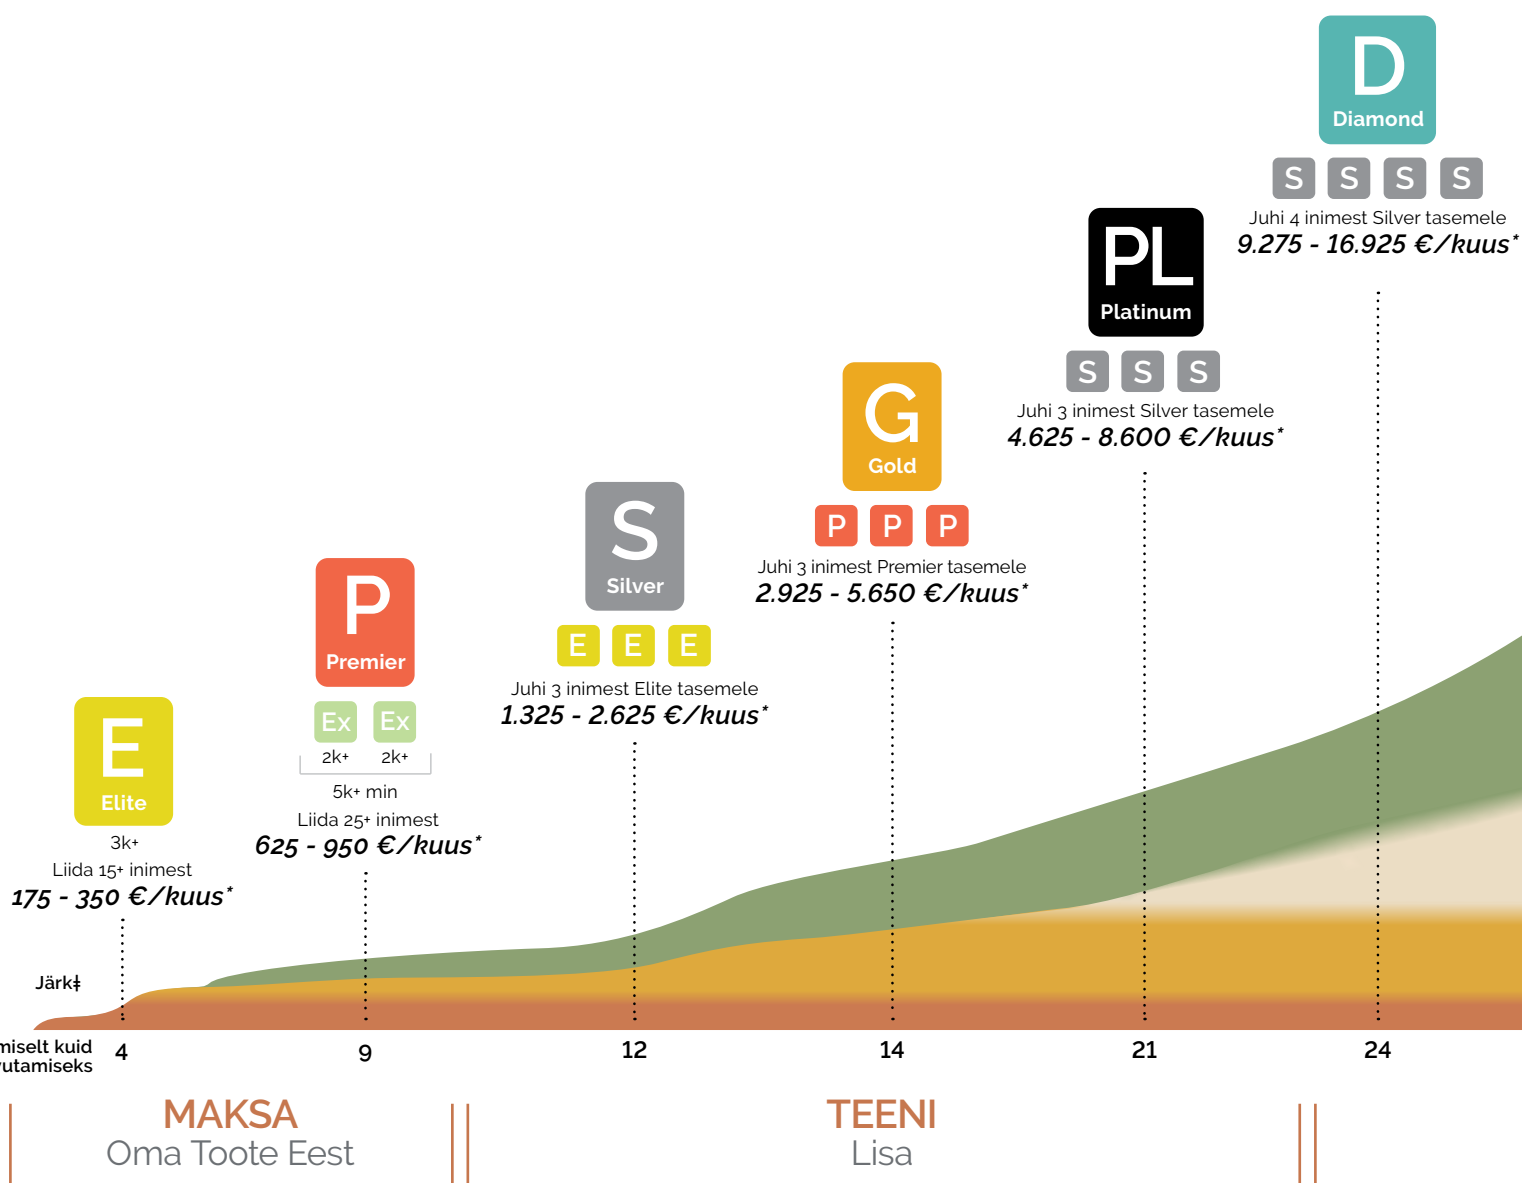 D
Diamond
S S S S
Juhi 4 inimest Silver tasemele
9.275 - 16.925 €/kuus*
PL
Platinum
S S S
Juhi 3 inimest Silver tasemele
4.625 - 8.600 €/kuus*
G
Gold
P P P
Juhi 3 inimest Premier tasemele
2.925 - 5.650 €/kuus*
S
Silver
E E E
Juhi 3 inimest Elite tasemele
1.325 - 2.625 €/kuus*
P
Premier
Ex Ex
2k+ 2k+
5k+ min
Liida 25+ inimest
625 - 950 €/kuus*
E
Elite
3k+
Liida 15+ inimest
175 - 350 €/kuus*
Järk‡
miselt kuid
utamiseks
4 9 12 14 21 24
MAKSA
Oma Toote Eest
TEENI
Lisa